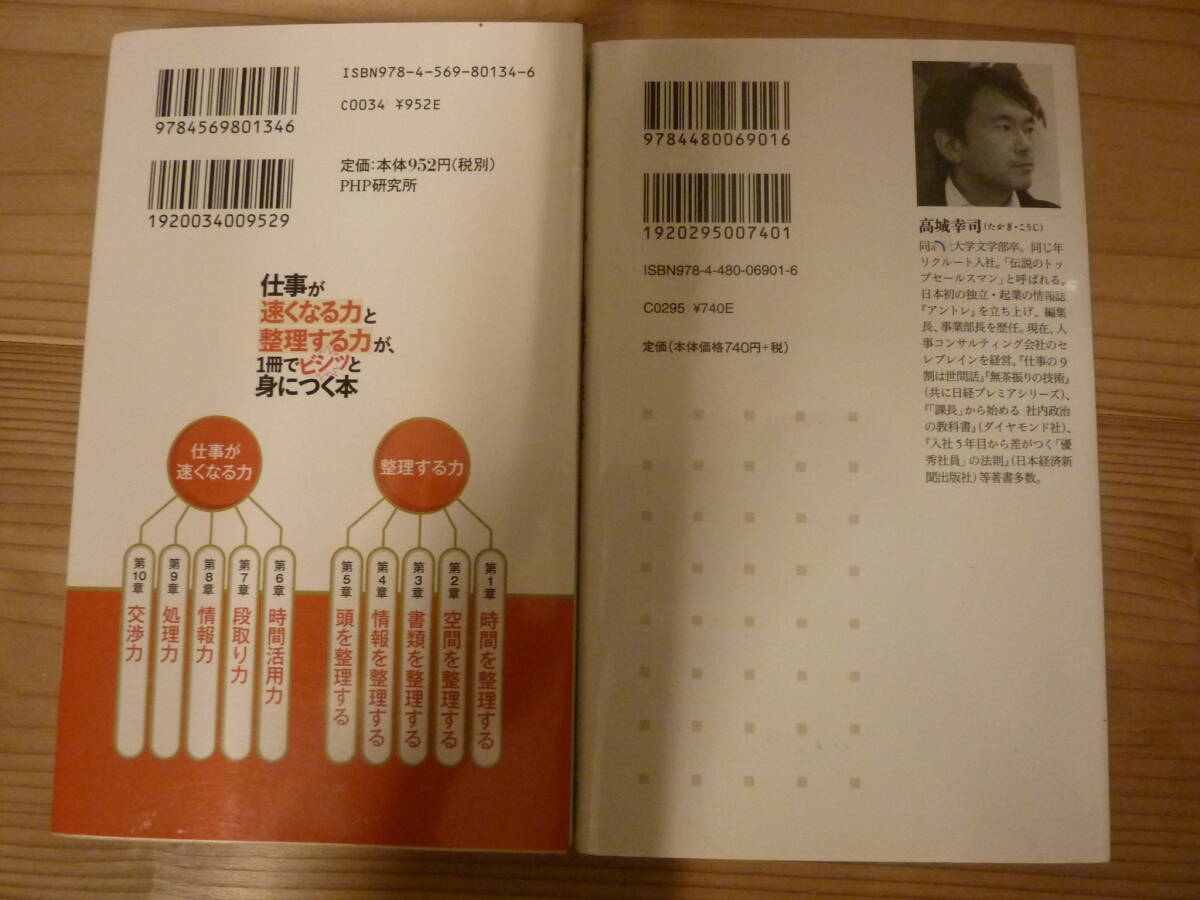 ISBN978-4-569-80134-6
C0034 ¥952E
9784569801346
定価:本体952円(税別)
PHP研究所
1920034009529
仕事が
速くなる力と
整理する力が、
1冊でビシッと
身につく本
仕事が
速くなる力
整理する力
第1章 時間を整理する
第2章 空間を整理する
第3章 書類を整理する
第4章 情報を整理する
第5章 頭を整理する
第6章 時間活用力
第7章 段取り力
第8章 情報力
第9章 処理力
第10章 交渉力
9784480069016
1920295007401
ISBN978-4-480-06901-6
C0295 ¥740E
定価(本体価格740円+税)
高城幸司(たかぎ・こうじ)
同 大学文学部卒。同じ年
リクルート入社。「伝説のトッ
プセールスマン」と呼ばれる。
日本初の独立・起業の情報誌
『アントレ』を立ち上げ、編集
長、事業部長を歴任。現在、人
事コンサルティング会社のセ
レブレインを経営。『仕事の9
割は世間話』『無茶振りの技術』
(共に日経プレミアシリーズ)、
『「課長」から始める 社内政治
の教科書』(ダイヤモンド社)、
『入社5年目から差がつく「優
秀社員」の法則』(日本経済新
聞出版社)等著書多数。